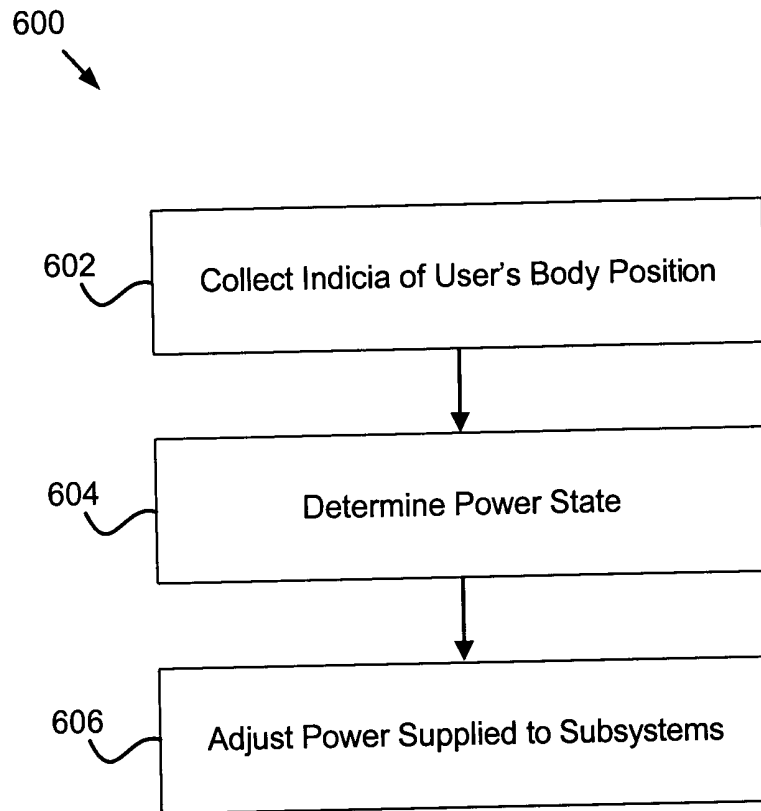 600
602
Collect Indicia of User's Body Position
604
Determine Power State
606
Adjust Power Supplied to Subsystems